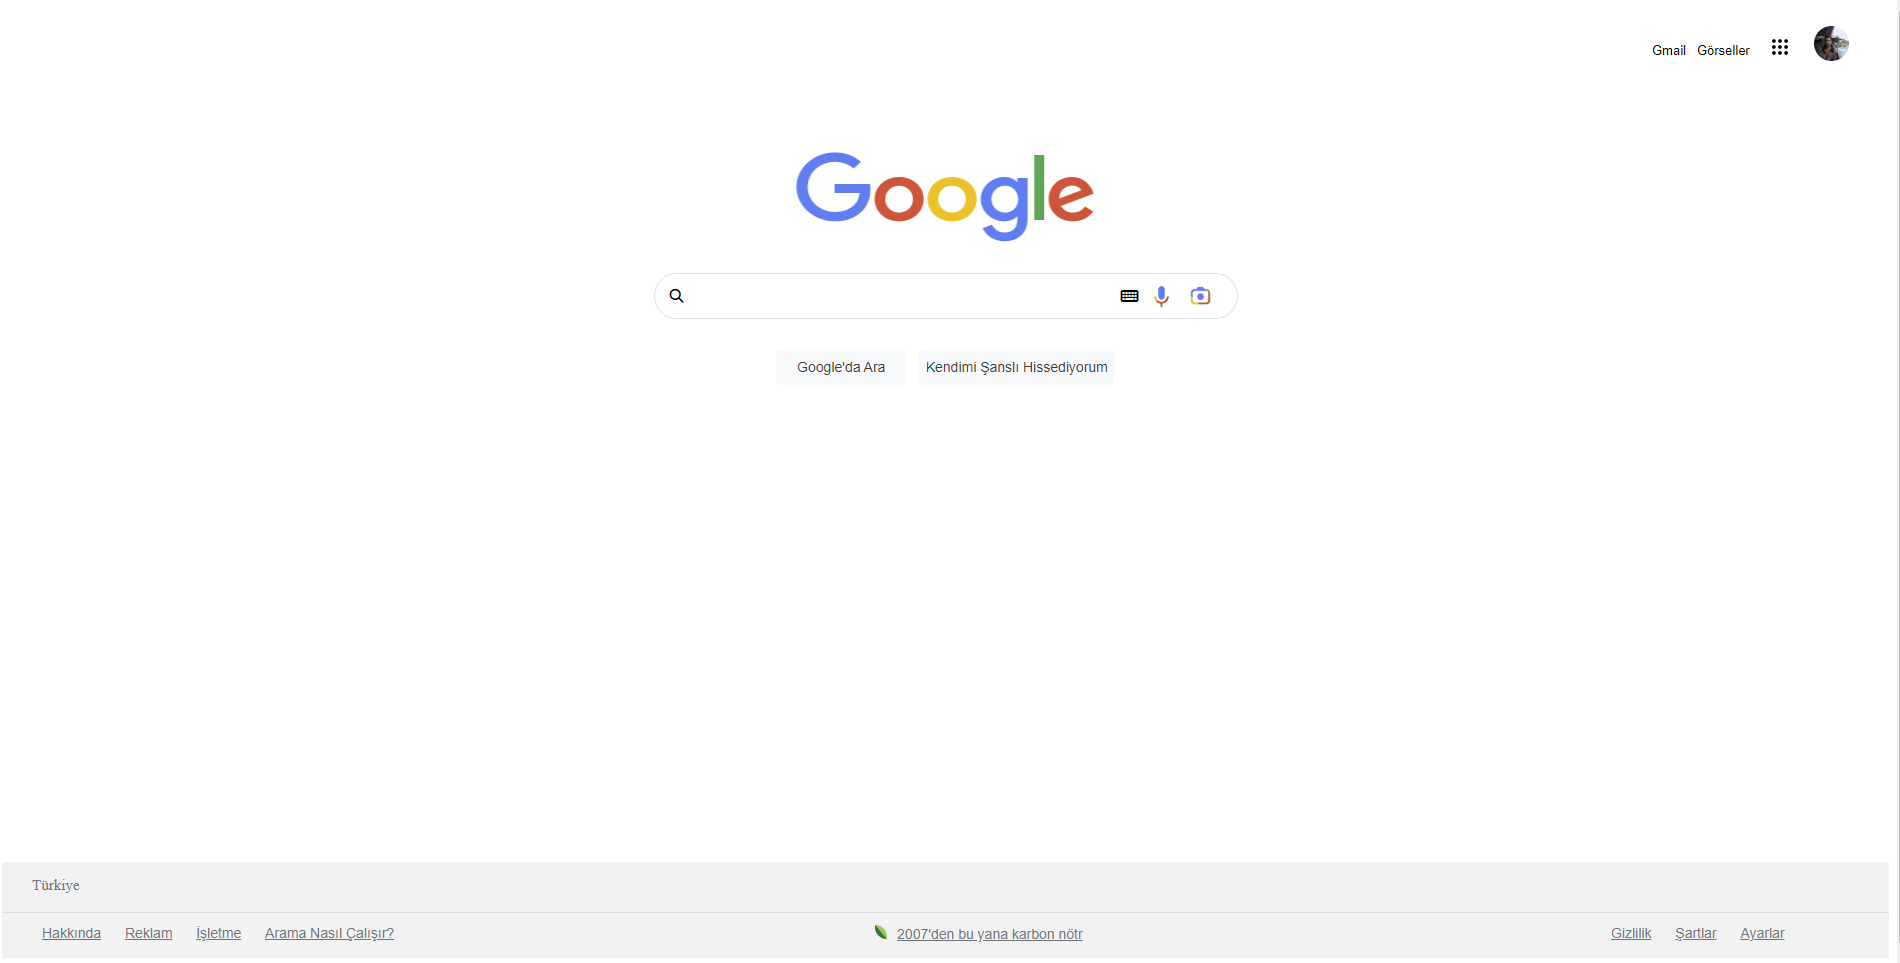 Gmail Görseller
Google
Google'da Ara Kendimi Şanslı Hissediyorum
Türkiye
Hakkında Reklam İşletme Arama Nasıl Çalışır? 2007'den bu yana karbon nötr Gizlilik Şartlar Ayarlar